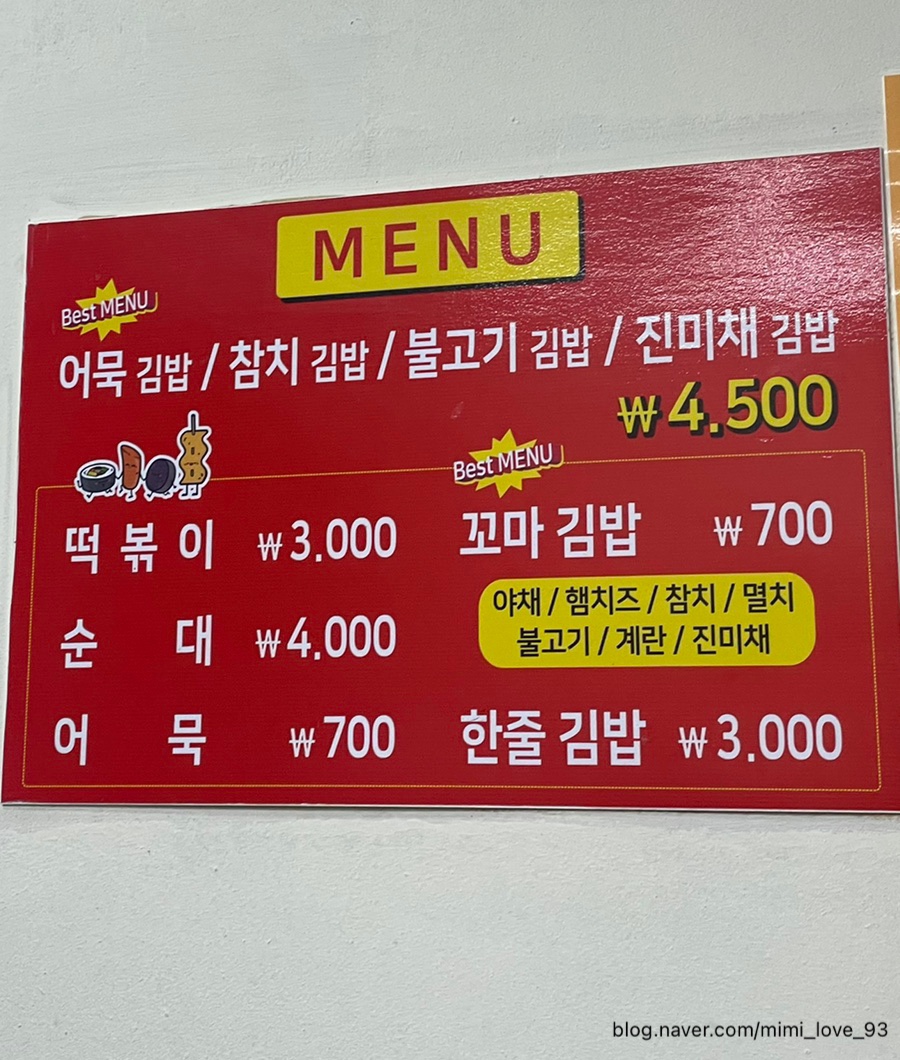 MENU
Best MENU
어묵 김밥 / 참치 김밥 / 불고기 김밥 / 진미채 김밥
₩4.500
Best MENU
떡볶이 ₩3.000
꼬마 김밥 ₩700
야채 / 햄치즈 / 참치 / 멸치
불고기 / 계란 / 진미채
순대 ₩4.000
어묵 ₩700
한줄 김밥 ₩3.000
blog.naver.com/mimi_love_93